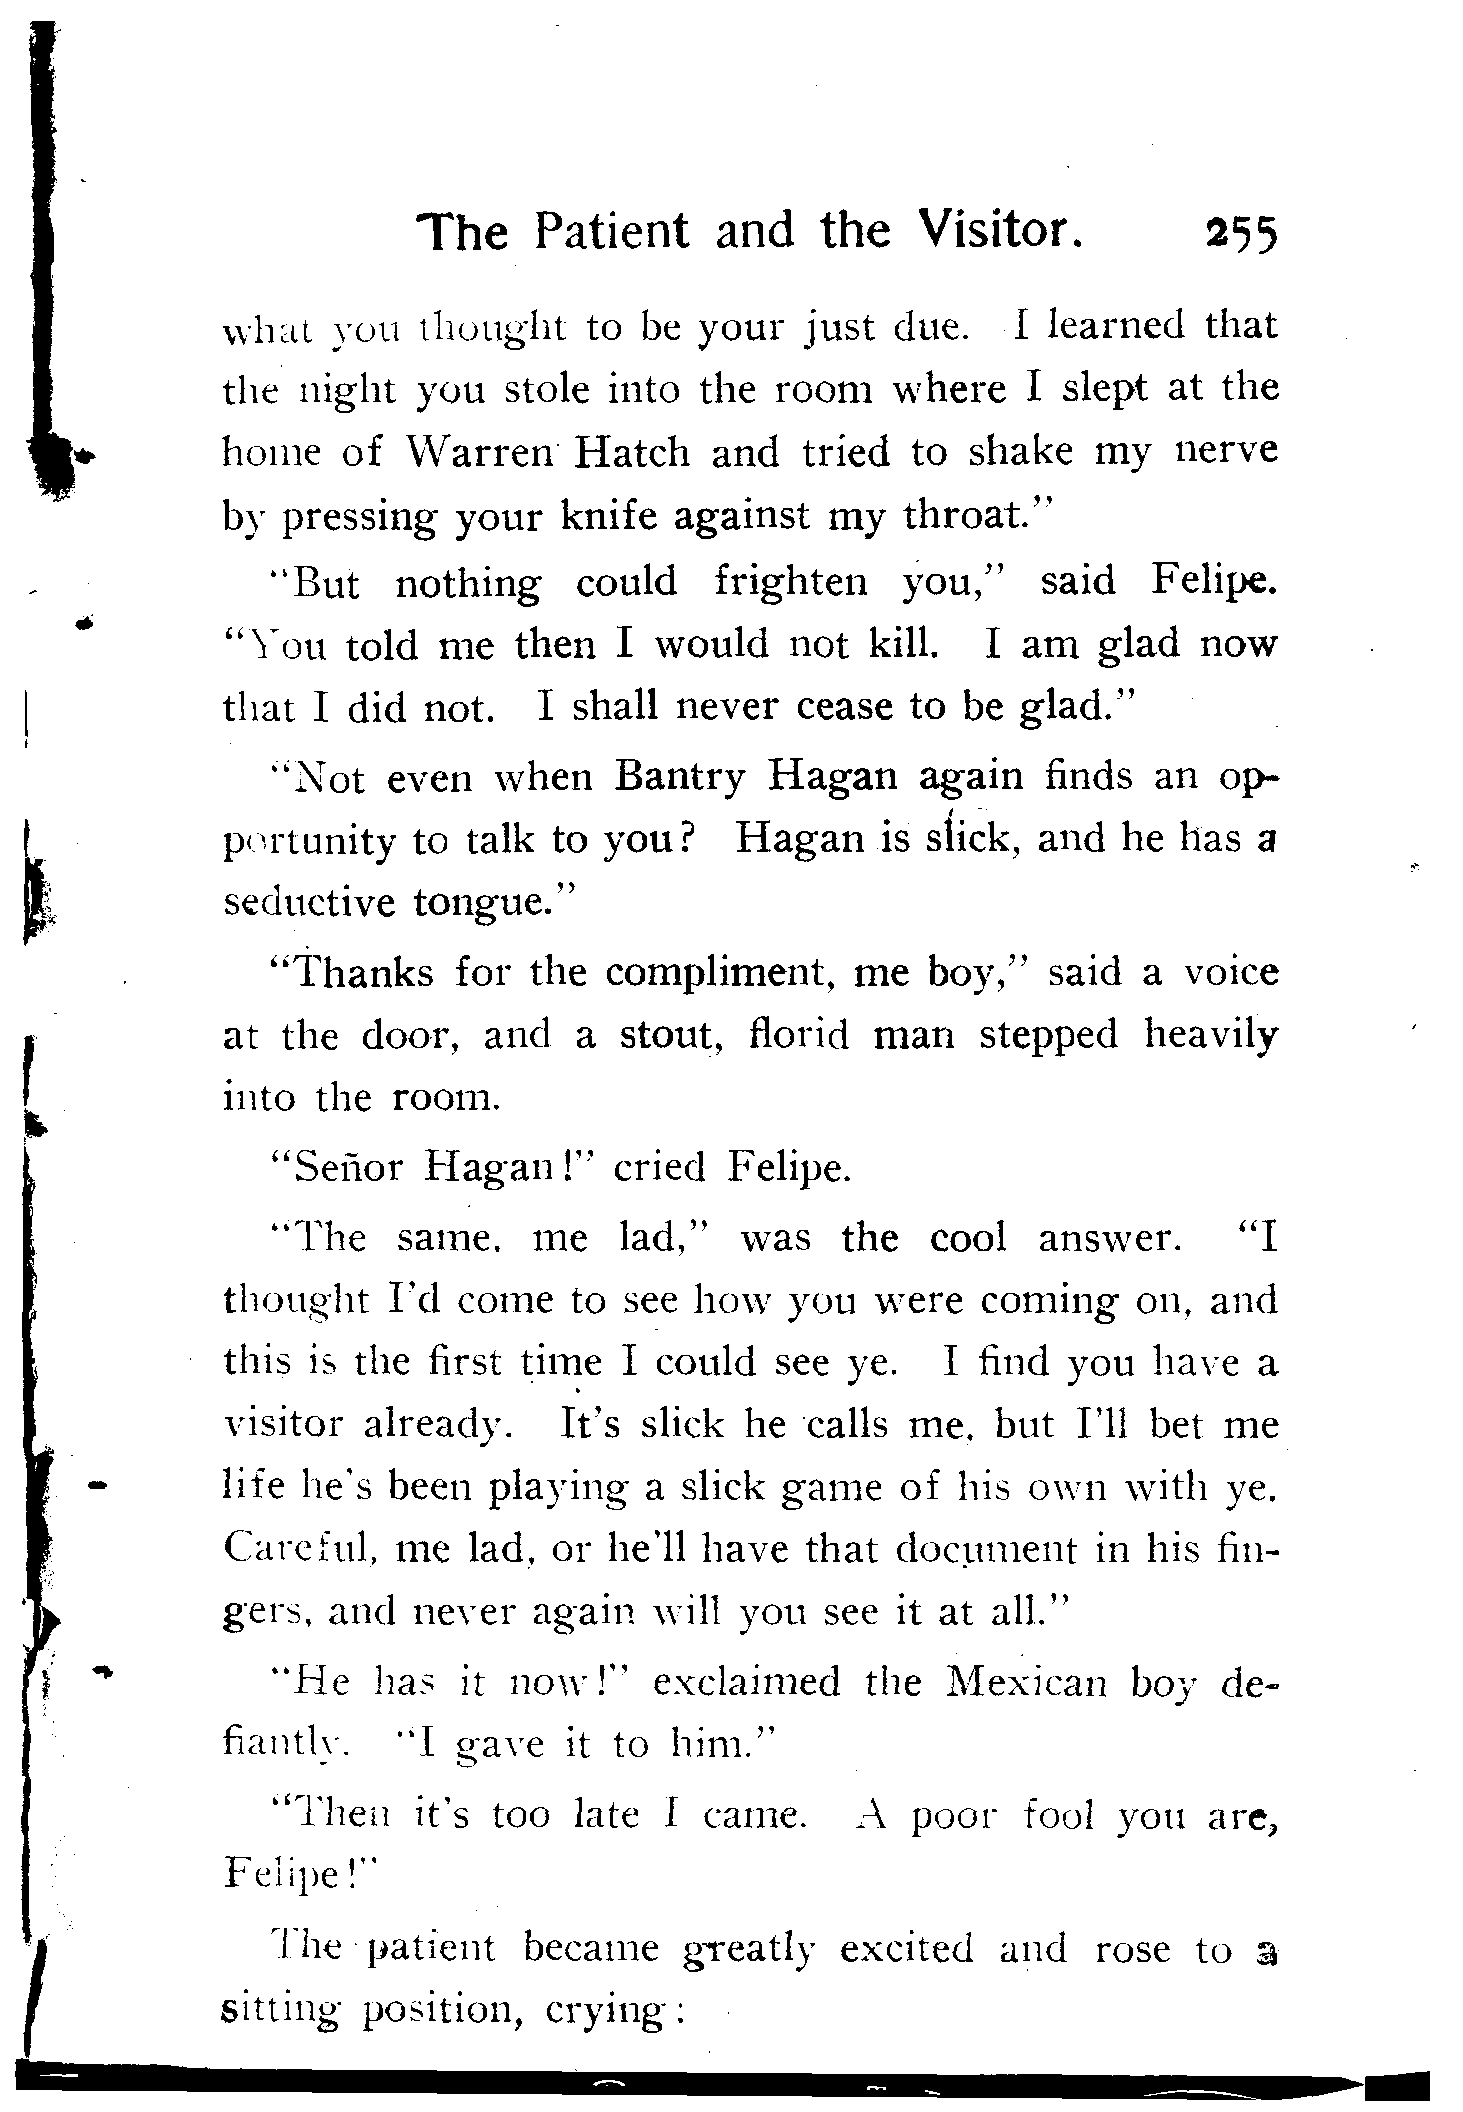 The Patient and the Visitor. 255
what you thought to be your just due. I learned that
the night you stole into the room where I slept at the
home of Warren Hatch and tried to shake my nerve
by pressing your knife against my throat."
"But nothing could frighten you," said Felipe.
"You told me then I would not kill. I am glad now
that I did not. I shall never cease to be glad."
"Not even when Bantry Hagan again finds an op-
portunity to talk to you? Hagan is slick, and he has a
seductive tongue."
"Thanks for the compliment, me boy," said a voice
at the door, and a stout, florid man stepped heavily
into the room.
"Señor Hagan!" cried Felipe.
"The same, me lad," was the cool answer. "I
thought I'd come to see how you were coming on, and
this is the first time I could see ye. I find you have a
visitor already. It's slick he calls me, but I'll bet me
life he's been playing a slick game of his own with ye.
Careful, me lad, or he'll have that document in his fin-
gers, and never again will you see it at all."
"He has it now!" exclaimed the Mexican boy de-
fiantly. "I gave it to him."
"Then it's too late I came. A poor fool you are,
Felipe!"
The patient became greatly excited and rose to a
sitting position, crying: